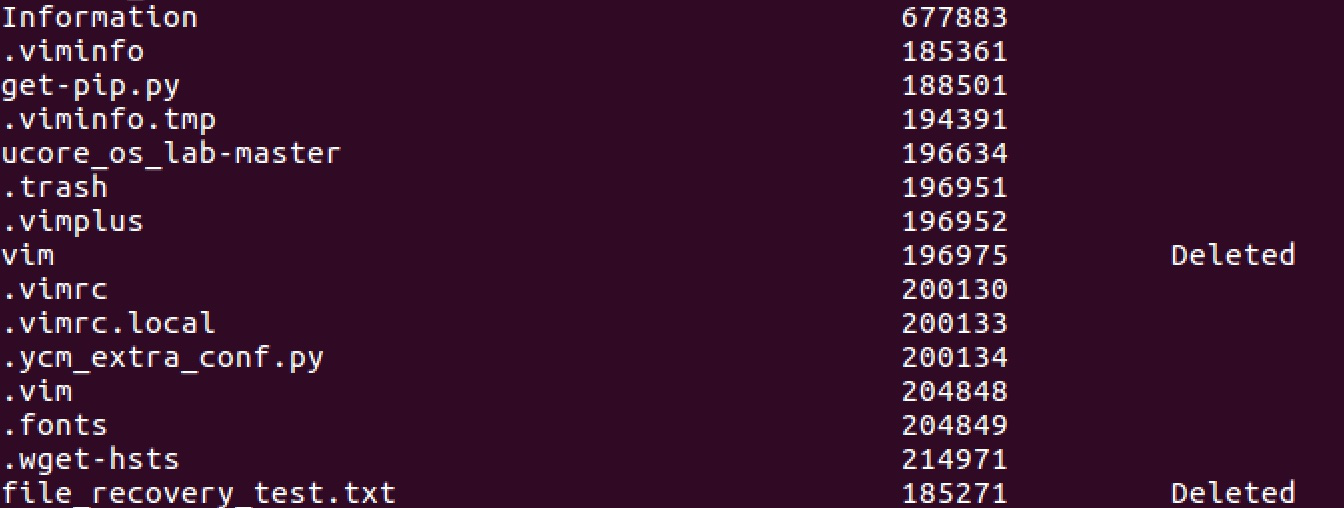 Information 677883
.viminfo 185361
get-pip.py 188501
.viminfo.tmp 194391
ucore_os_lab-master 196634
.trash 196951
.vimplus 196952
vim 196975 Deleted
.vimrc 200130
.vimrc.local 200133
.ycm_extra_conf.py 200134
.vim 204848
.fonts 204849
.wget-hsts 214971
file_recovery_test.txt 185271 Deleted